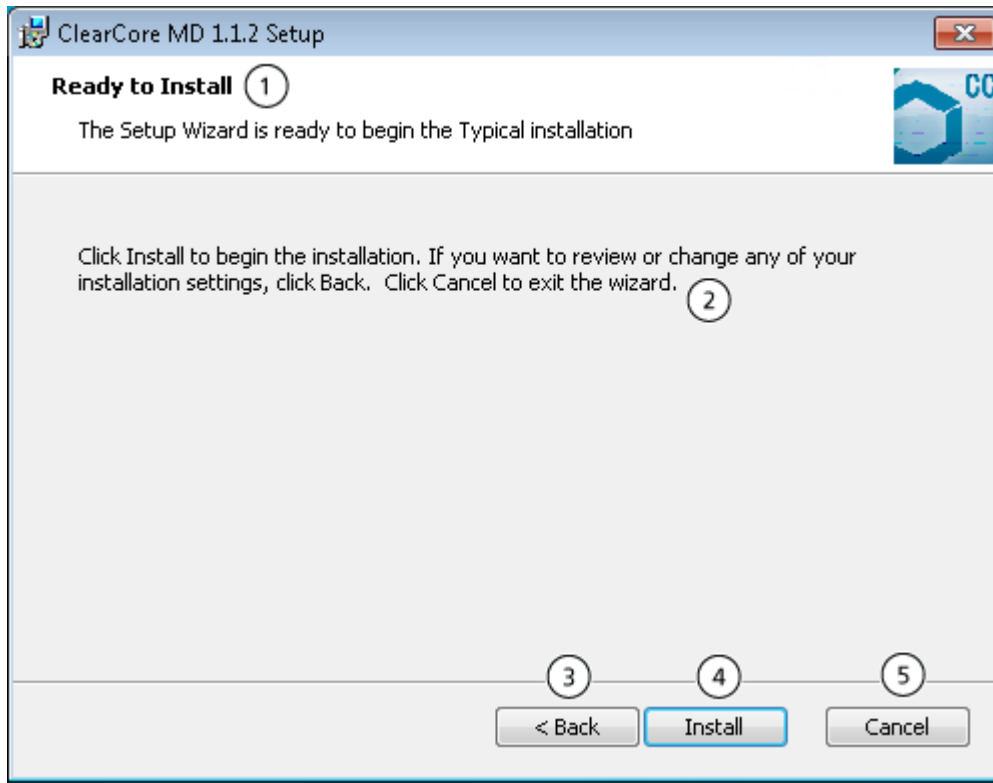 ClearCore MD 1.1.2 Setup
Ready to Install 1
CC
The Setup Wizard is ready to begin the Typical installation
Click Install to begin the installation. If you want to review or change any of your
installation settings, click Back. Click Cancel to exit the wizard. 2
3 4 5
< Back Install Cancel